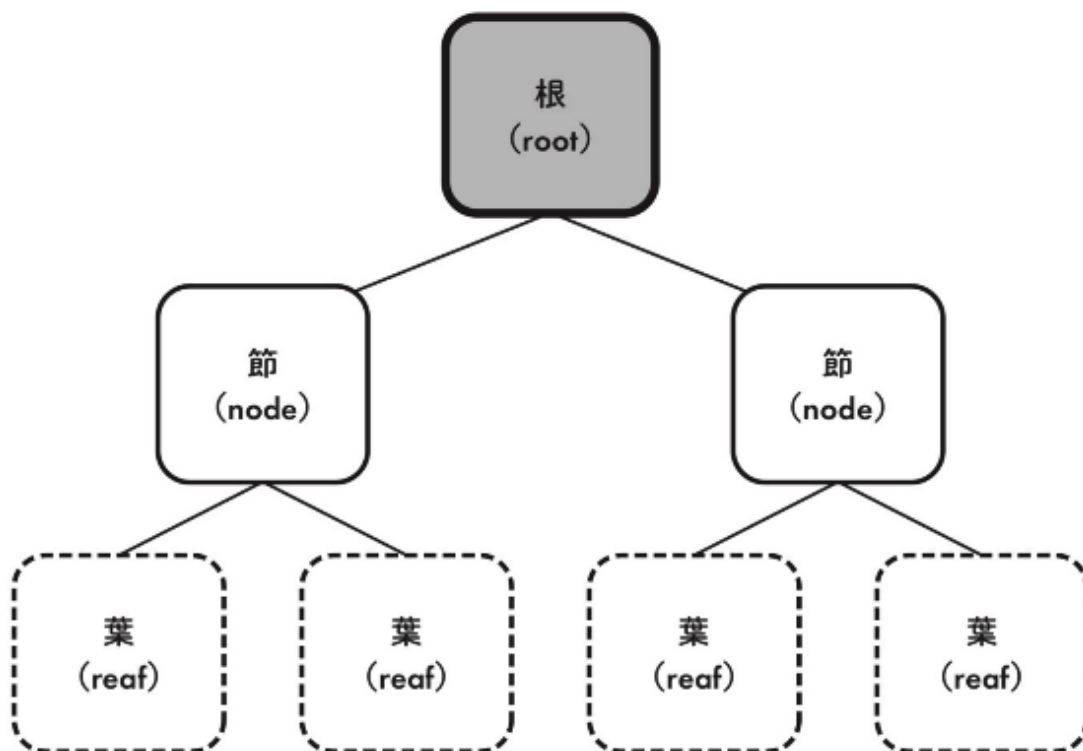 根
（root）
節
（node）
節
（node）
葉
（reaf）
葉
（reaf）
葉
（reaf）
葉
（reaf）